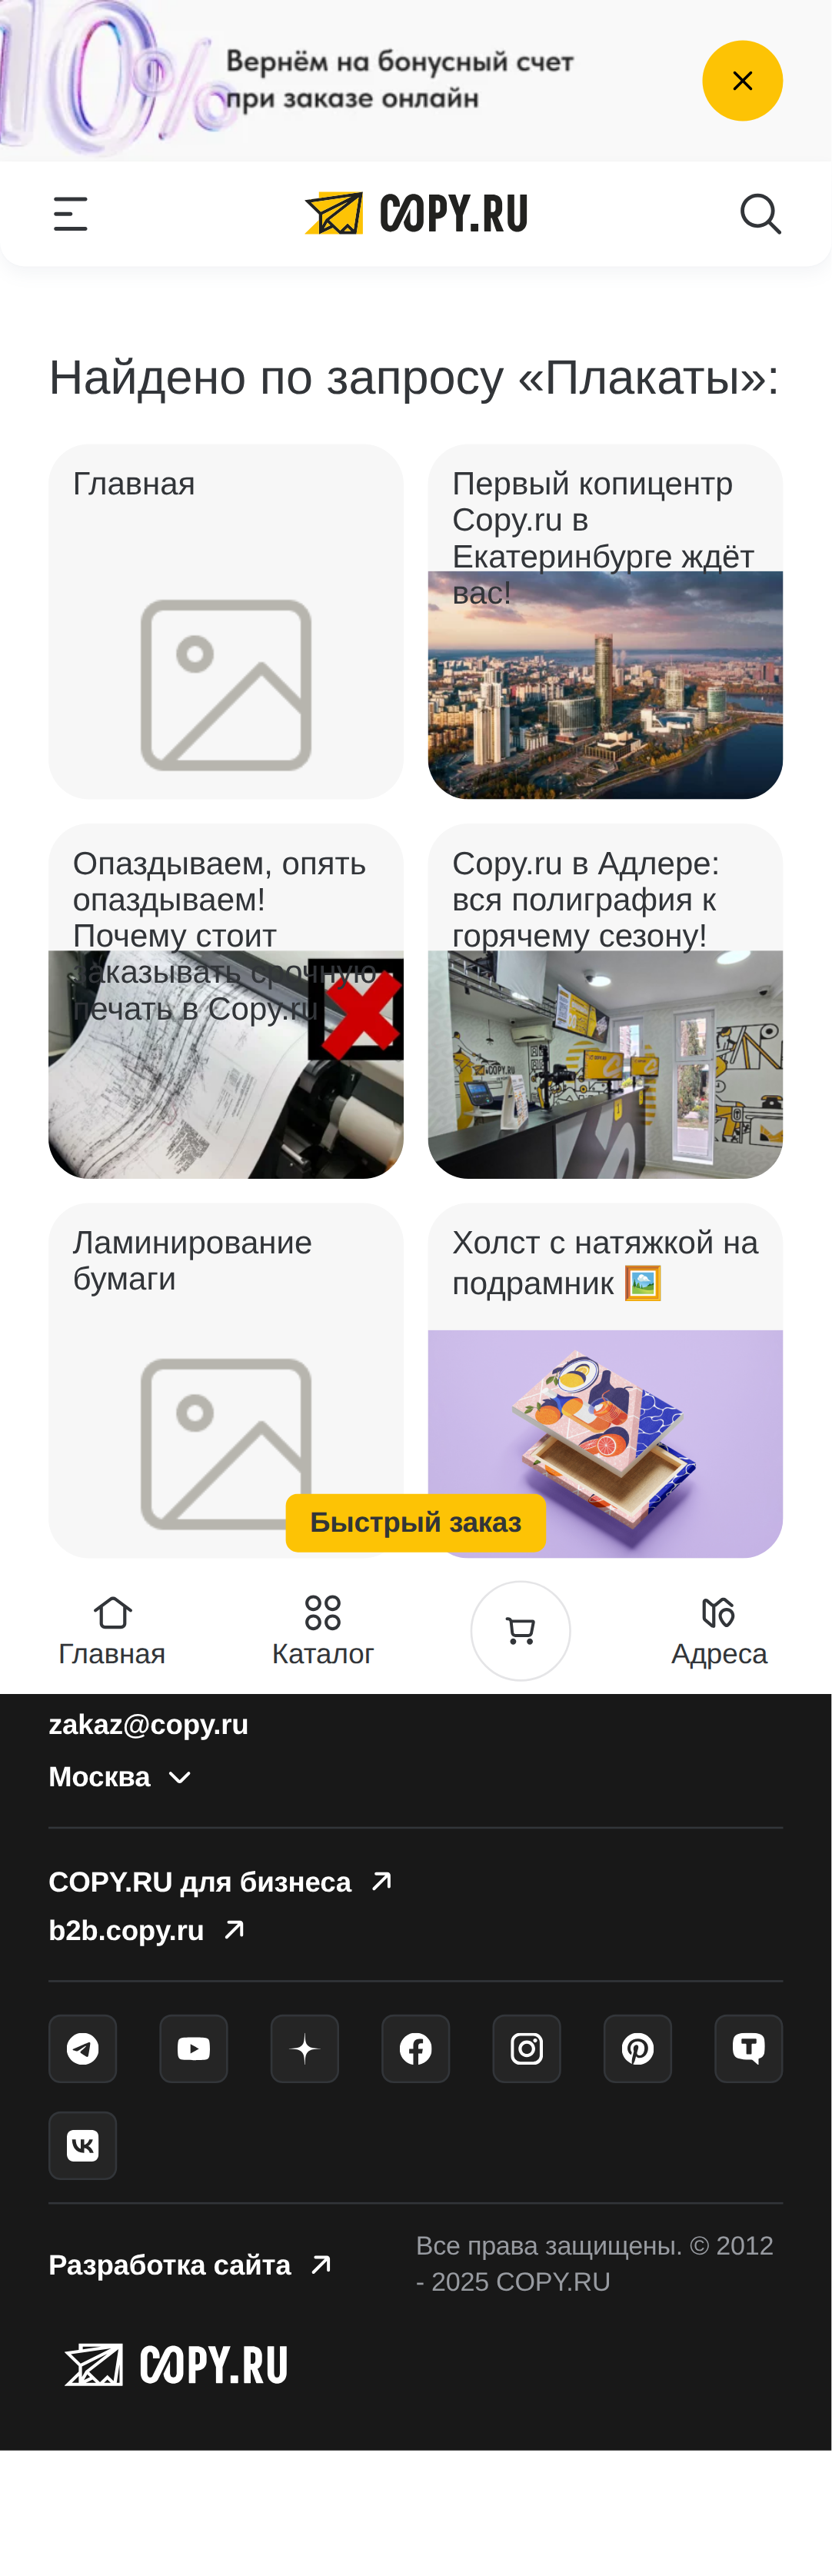 10%
Вернём на бонусный счет
при заказе онлайн
COPY.RU
Найдено по запросу «Плакаты»:
Главная
Первый копицентр
Copy.ru в
Екатеринбурге ждёт
вас!
Опаздываем, опять
опаздываем!
Почему стоит
заказывать срочную
печать в Copy.ru
Copy.ru в Адлере:
вся полиграфия к
горячему сезону!
COPY.RU
Ламинирование
бумаги
Холст с натяжкой на
подрамник
Быстрый заказ
Главная
Каталог
Адреса
zakaz@copy.ru
Москва
COPY.RU для бизнеса
b2b.copy.ru
Разработка сайта
Все права защищены. © 2012
- 2025 COPY.RU
COPY.RU